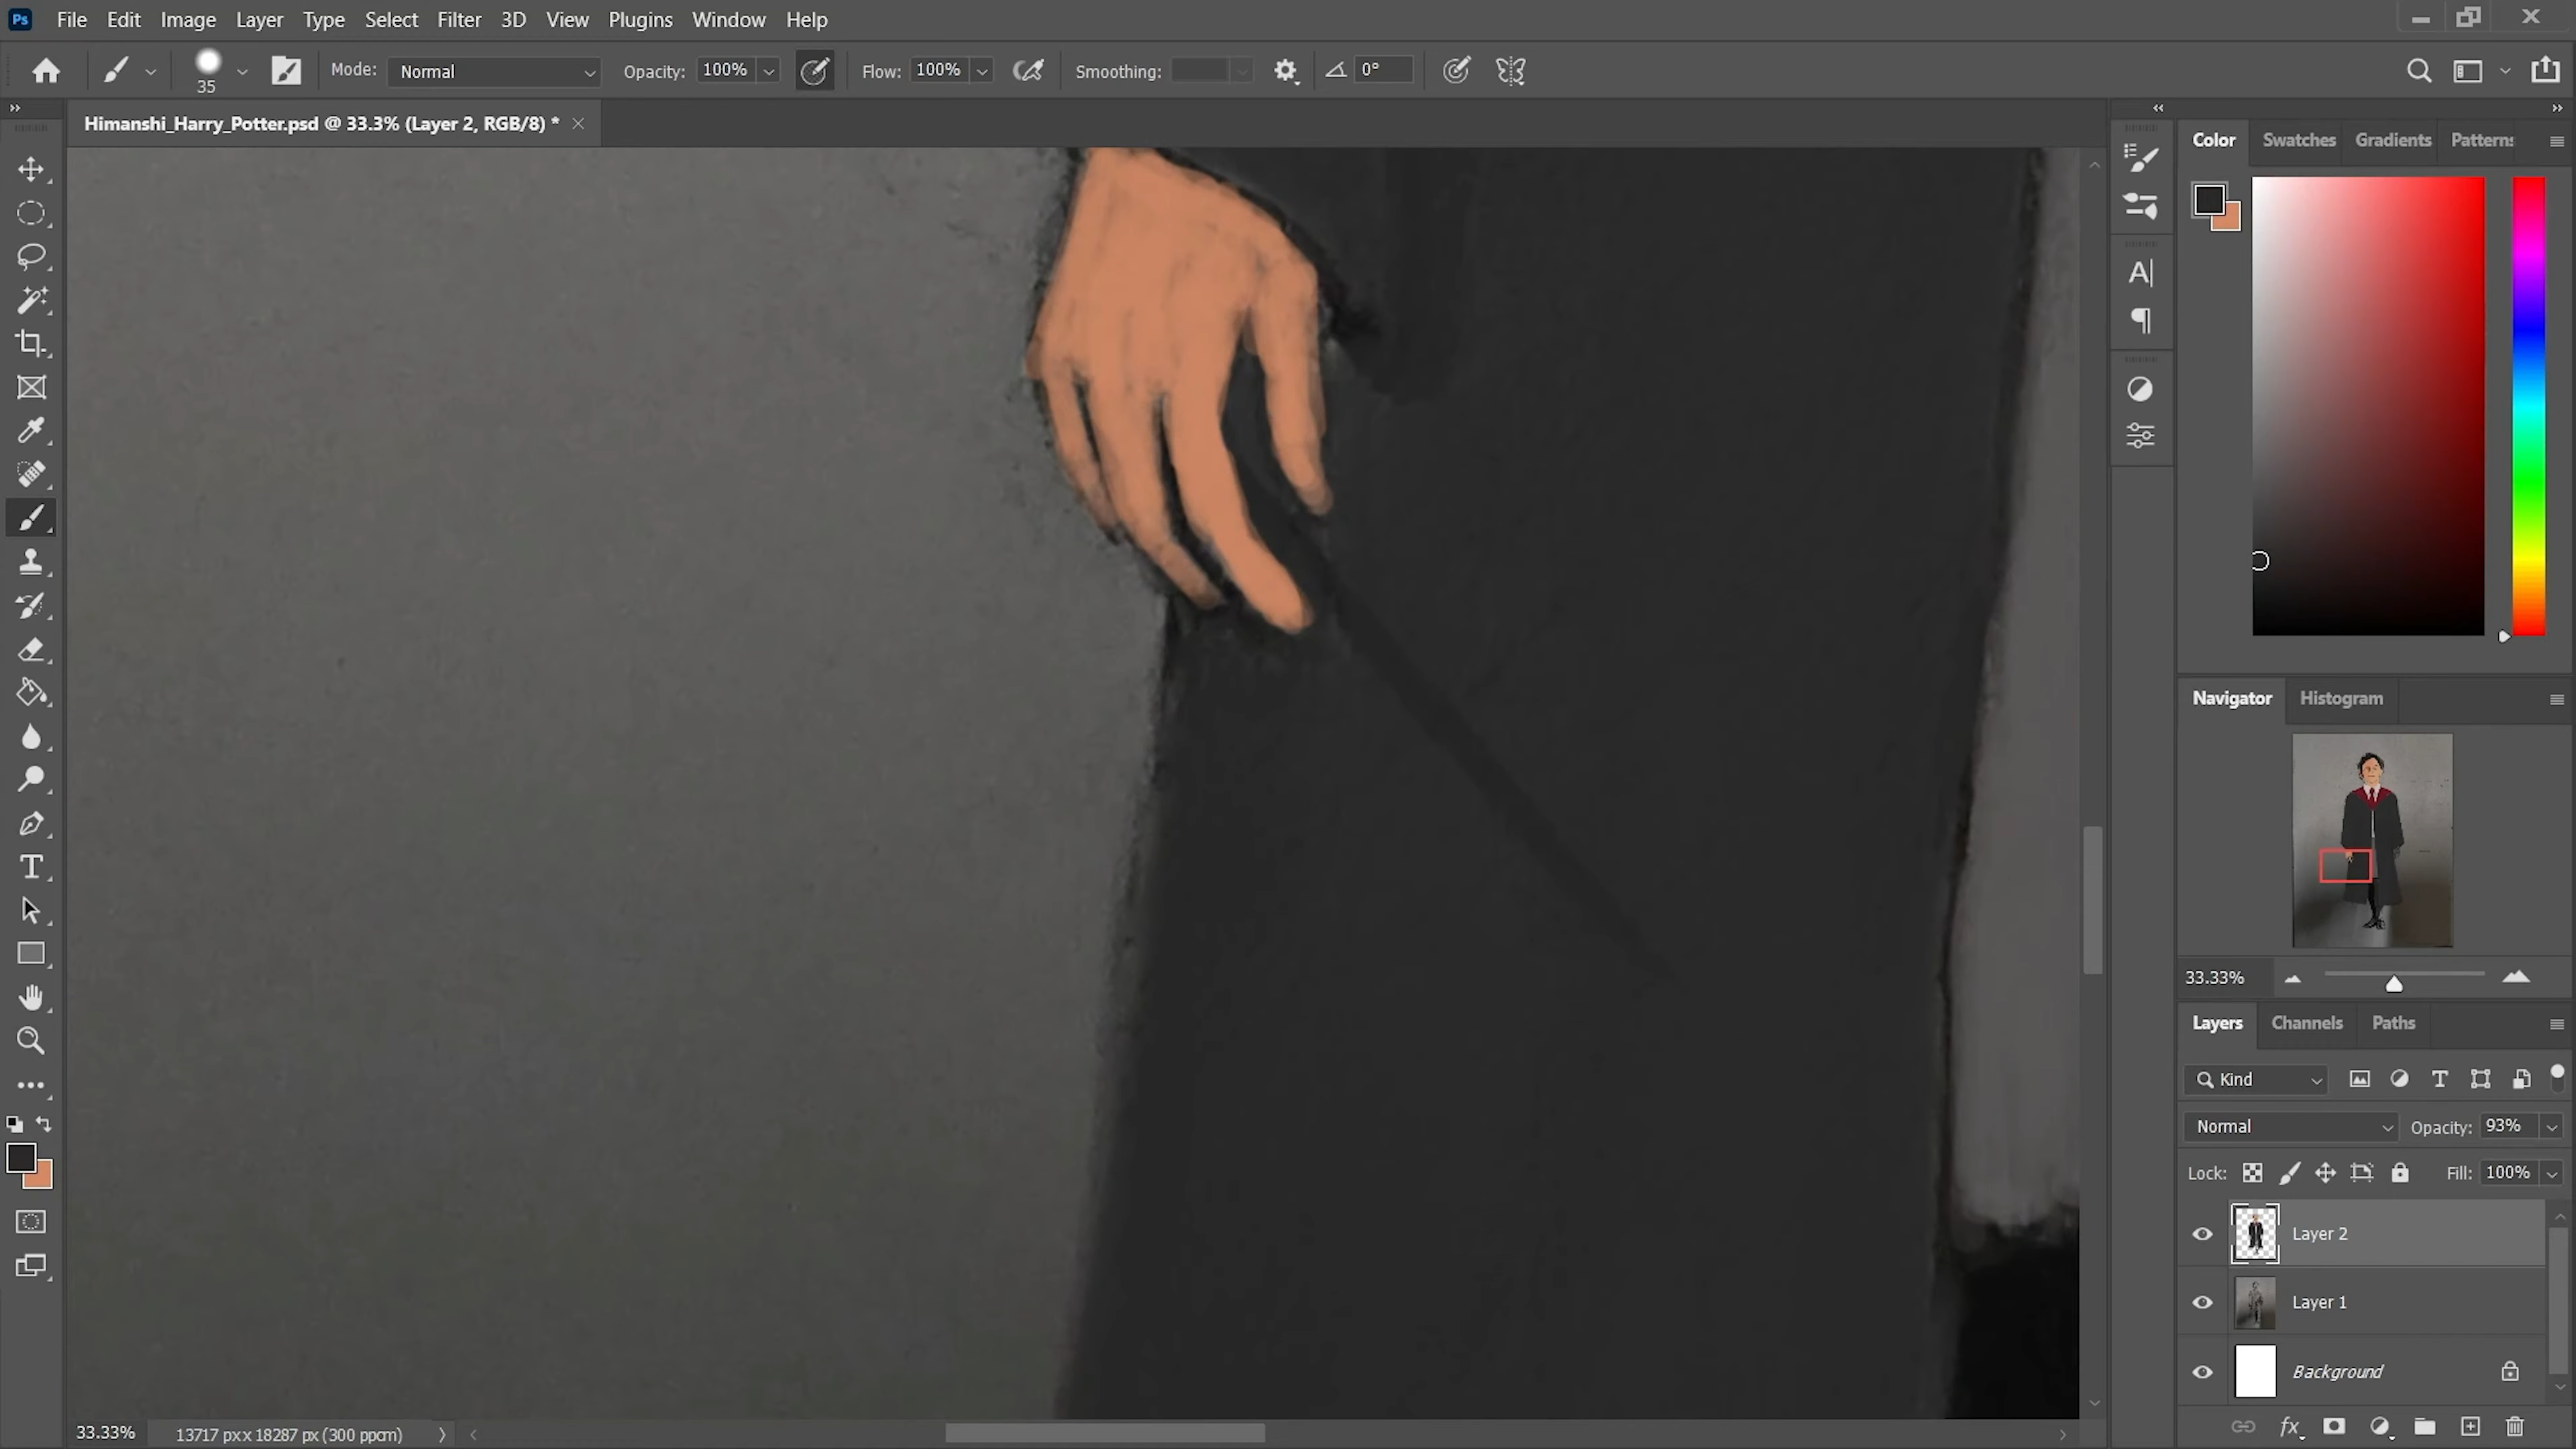 Ps File Edit Image Layer Type Select Filter 3D View Plugins Window Help
35 Mode: Normal Opacity: 100% Flow: 100% Smoothing: 0°
Himanshi_Harry_Potter.psd @ 33.3% (Layer 2, RGB/8) *
Color Swatches Gradients Patterns
Navigator Histogram
33.33%
Layers Channels Paths
Kind
Normal Opacity: 93%
Lock: Fill: 100%
Layer 2
Layer 1
Background
fx
33.33% 13717 px x 18287 px (300 ppcm)